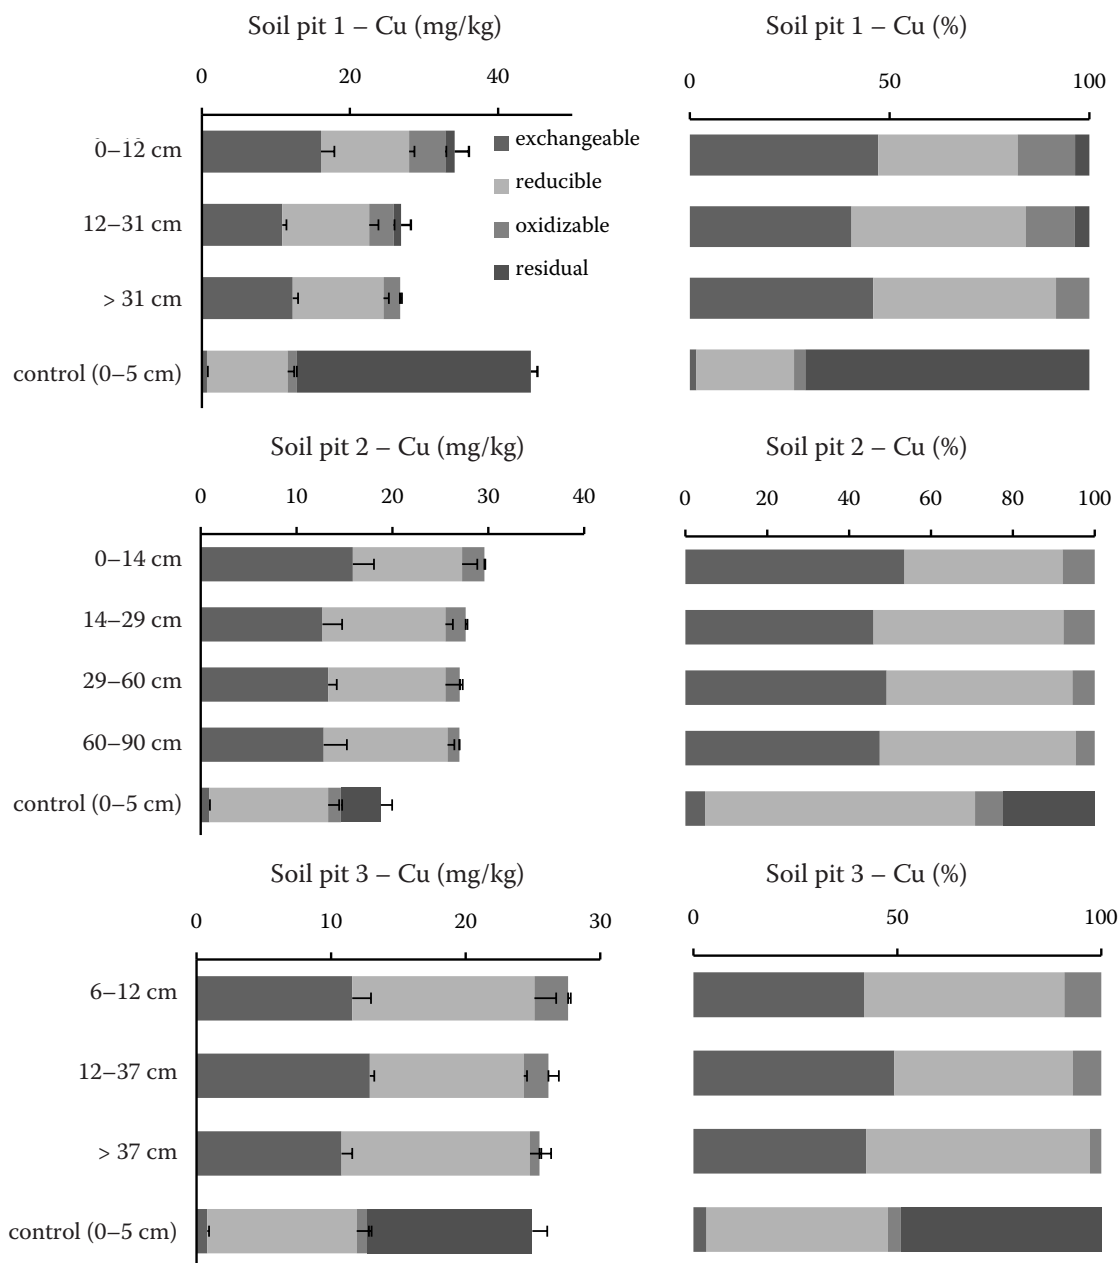 Soil pit 1 – Cu (mg/kg)
Soil pit 1 – Cu (%)
0 20 40
0 50 100
0–12 cm
12–31 cm
> 31 cm
control (0–5 cm)
exchangeable
reducible
oxidizable
residual
Soil pit 2 – Cu (mg/kg)
Soil pit 2 – Cu (%)
0 10 20 30 40
0 20 40 60 80 100
0–14 cm
14–29 cm
29–60 cm
60–90 cm
control (0–5 cm)
Soil pit 3 – Cu (mg/kg)
Soil pit 3 – Cu (%)
0 10 20 30
0 50 100
6–12 cm
12–37 cm
> 37 cm
control (0–5 cm)